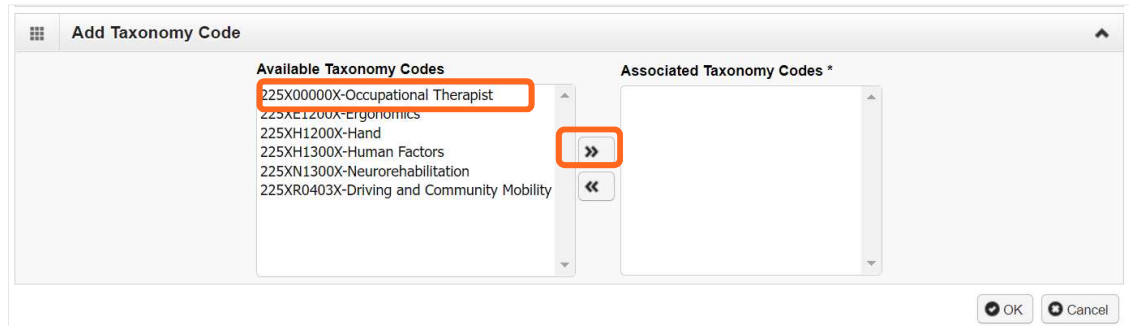 Add Taxonomy Code
Available Taxonomy Codes
Associated Taxonomy Codes *
225X00000X-Occupational Therapist
225XE1200X-Ergonomics
225XH1200X-Hand
225XH1300X-Human Factors
225XN1300X-Neurorehabilitation
225XR0403X-Driving and Community Mobility
»
«
OK
Cancel